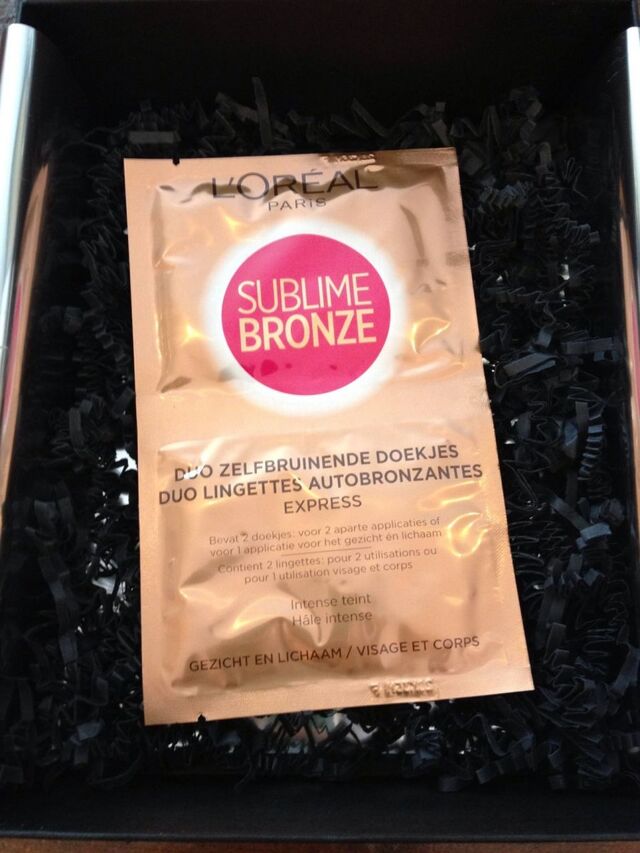 L'ORÉAL
PARIS
SUBLIME
BRONZE
DUO ZELFBRUINENDE DOEKJES
DUO LINGETTES AUTOBRONZANTES
EXPRESS
Bevat 2 doekjes: voor 2 aparte applicaties of
voor 1 applicatie voor het gezicht én lichaam
Contient 2 lingettes: pour 2 utilisations ou
pour 1 utilisation visage et corps
Intense teint
Hâle intense
GEZICHT EN LICHAAM / VISAGE ET CORPS